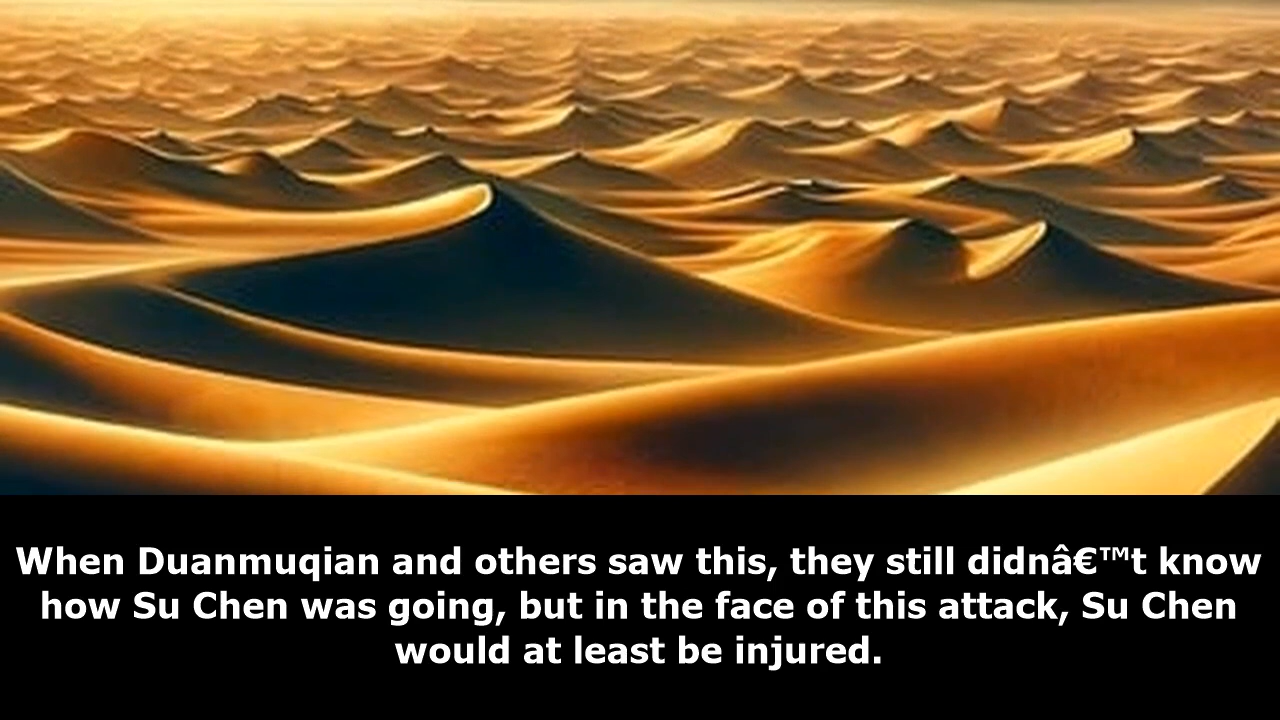 When Duanmuqian and others saw this, they still didnâ€™t know
how Su Chen was going, but in the face of this attack, Su Chen
would at least be injured.